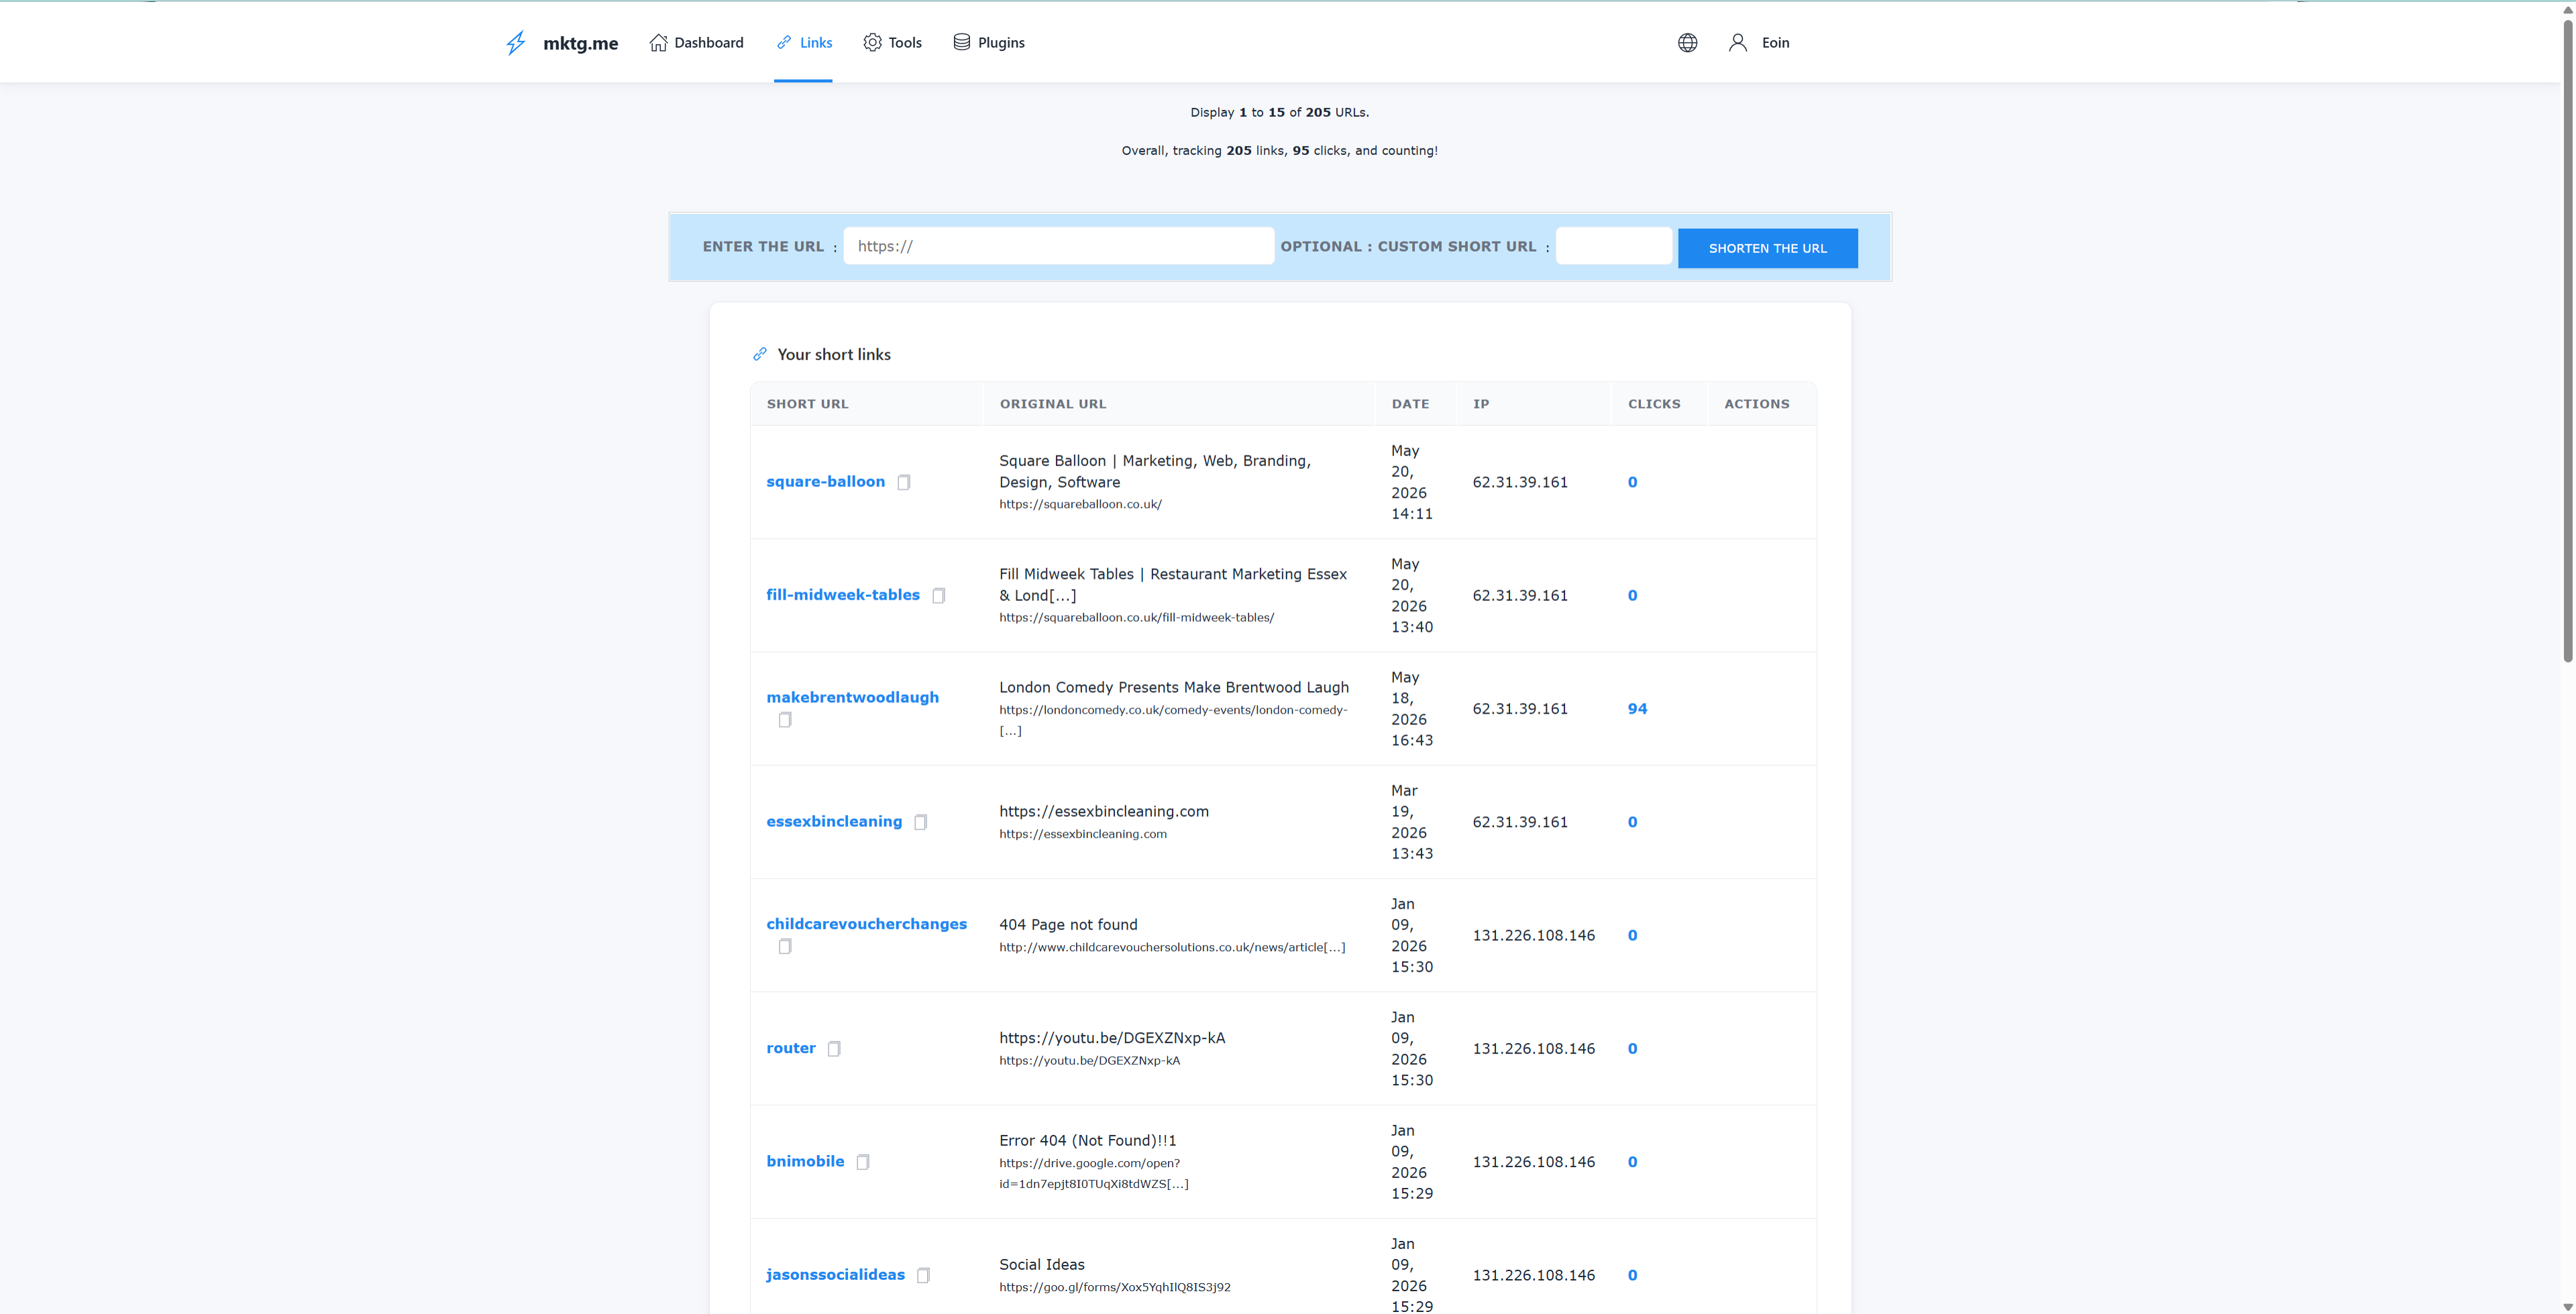 mktg.me Dashboard Links Tools Plugins Eoin
Display 1 to 15 of 205 URLs.
Overall, tracking 205 links, 95 clicks, and counting!
ENTER THE URL : https:// OPTIONAL : CUSTOM SHORT URL : SHORTEN THE URL
Your short links
SHORT URL ORIGINAL URL DATE IP CLICKS ACTIONS
square-balloon
Square Balloon | Marketing, Web, Branding,
Design, Software
https://squareballoon.co.uk/
May
20,
2026
14:11
62.31.39.161
0
fill-midweek-tables
Fill Midweek Tables | Restaurant Marketing Essex
& Lond[...]
https://squareballoon.co.uk/fill-midweek-tables/
May
20,
2026
13:40
62.31.39.161
0
makebrentwoodlaugh
London Comedy Presents Make Brentwood Laugh
https://londoncomedy.co.uk/comedy-events/london-comedy-
[...]
May
18,
2026
16:43
62.31.39.161
94
essexbincleaning
https://essexbincleaning.com
https://essexbincleaning.com
Mar
19,
2026
13:43
62.31.39.161
0
childcarevoucherchanges
404 Page not found
http://www.childcarevouchersolutions.co.uk/news/article[...]
Jan
09,
2026
15:30
131.226.108.146
0
router
https://youtu.be/DGEXZNxp-kA
https://youtu.be/DGEXZNxp-kA
Jan
09,
2026
15:30
131.226.108.146
0
bnimobile
Error 404 (Not Found)!!1
https://drive.google.com/open?
id=1dn7epjt8I0TUqXi8tdWZS[...]
Jan
09,
2026
15:29
131.226.108.146
0
jasonssocialideas
Social Ideas
https://goo.gl/forms/Xox5YqhIlQ8IS3j92
Jan
09,
2026
15:29
131.226.108.146
0